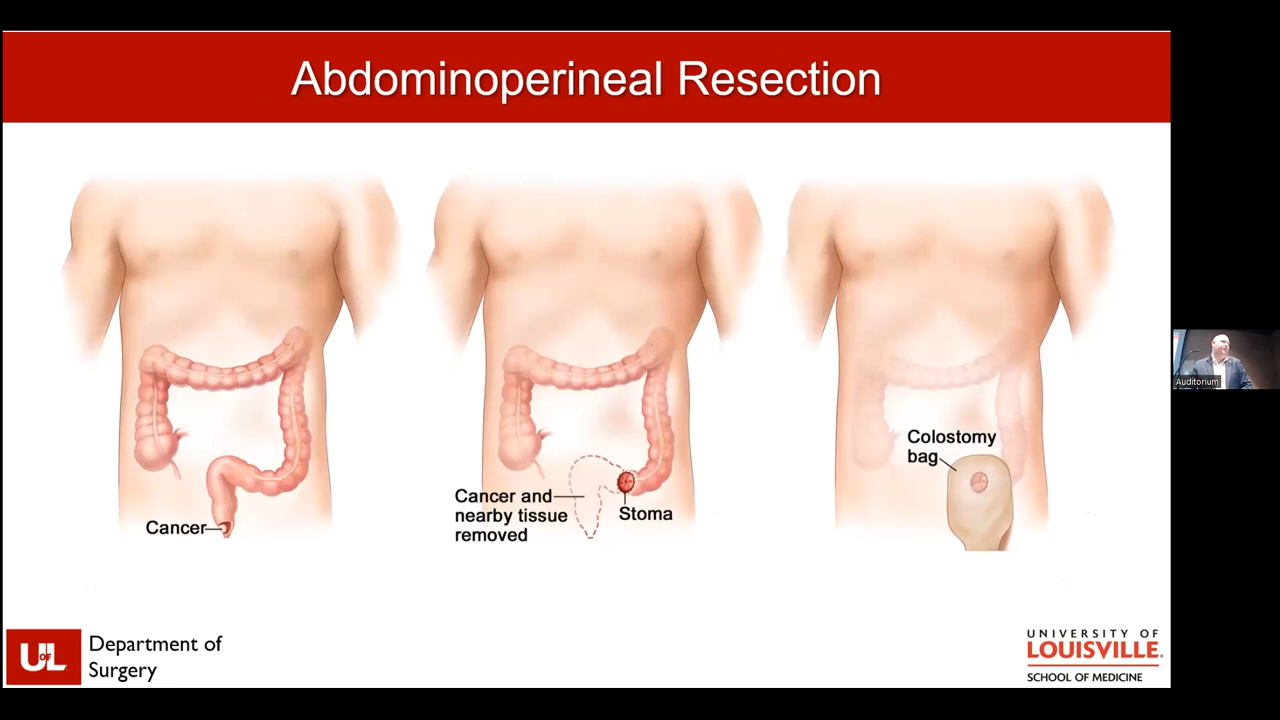 Abdominoperineal Resection
Cancer
Cancer and
nearby tissue
removed
Stoma
Colostomy
bag
Auditorium
UofL
Department of
Surgery
UNIVERSITY OF
LOUISVILLE.
SCHOOL OF MEDICINE